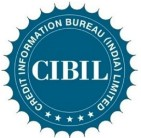 CREDIT INFORMATION BUREAU (INDIA) LIMITED
CIBIL